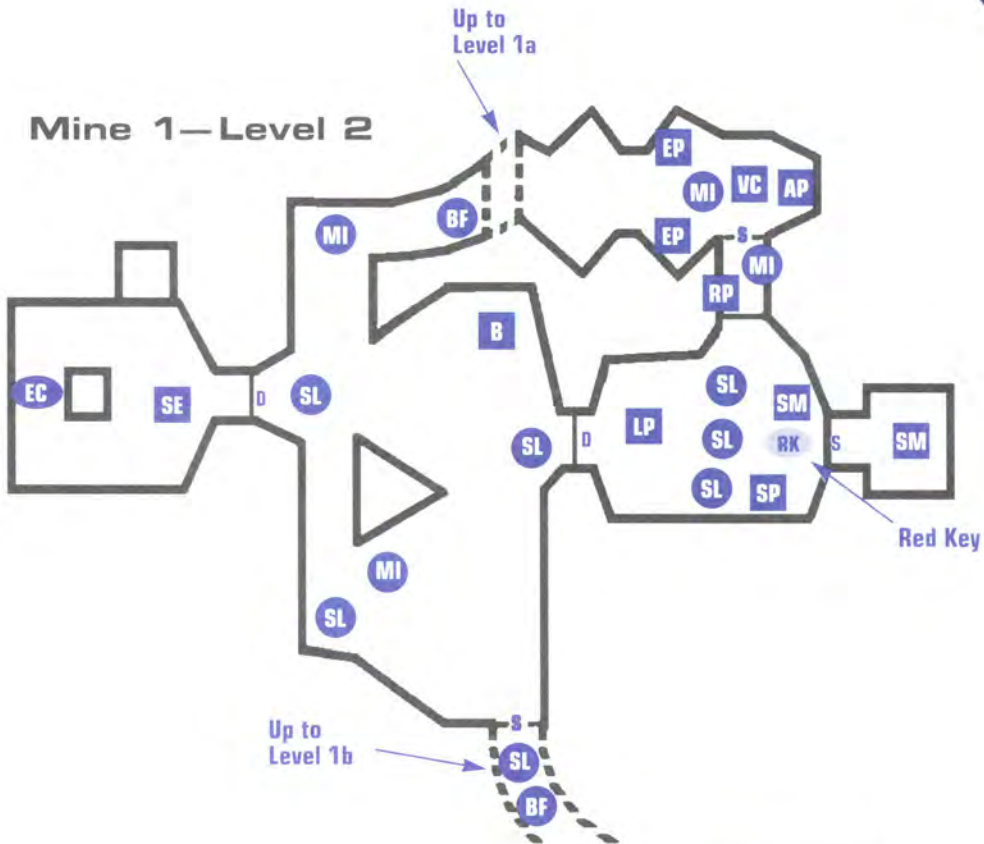 Up to
Level 1a
Mine 1—Level 2
EP
MI
VC
AP
MI
BF
EP
S
MI
RP
B
EC
SE
D
SL
SL
SM
LP
SL
D
SL
RK
S
SM
SL
SP
Red Key
MI
SL
Up to
Level 1b
S
SL
BF